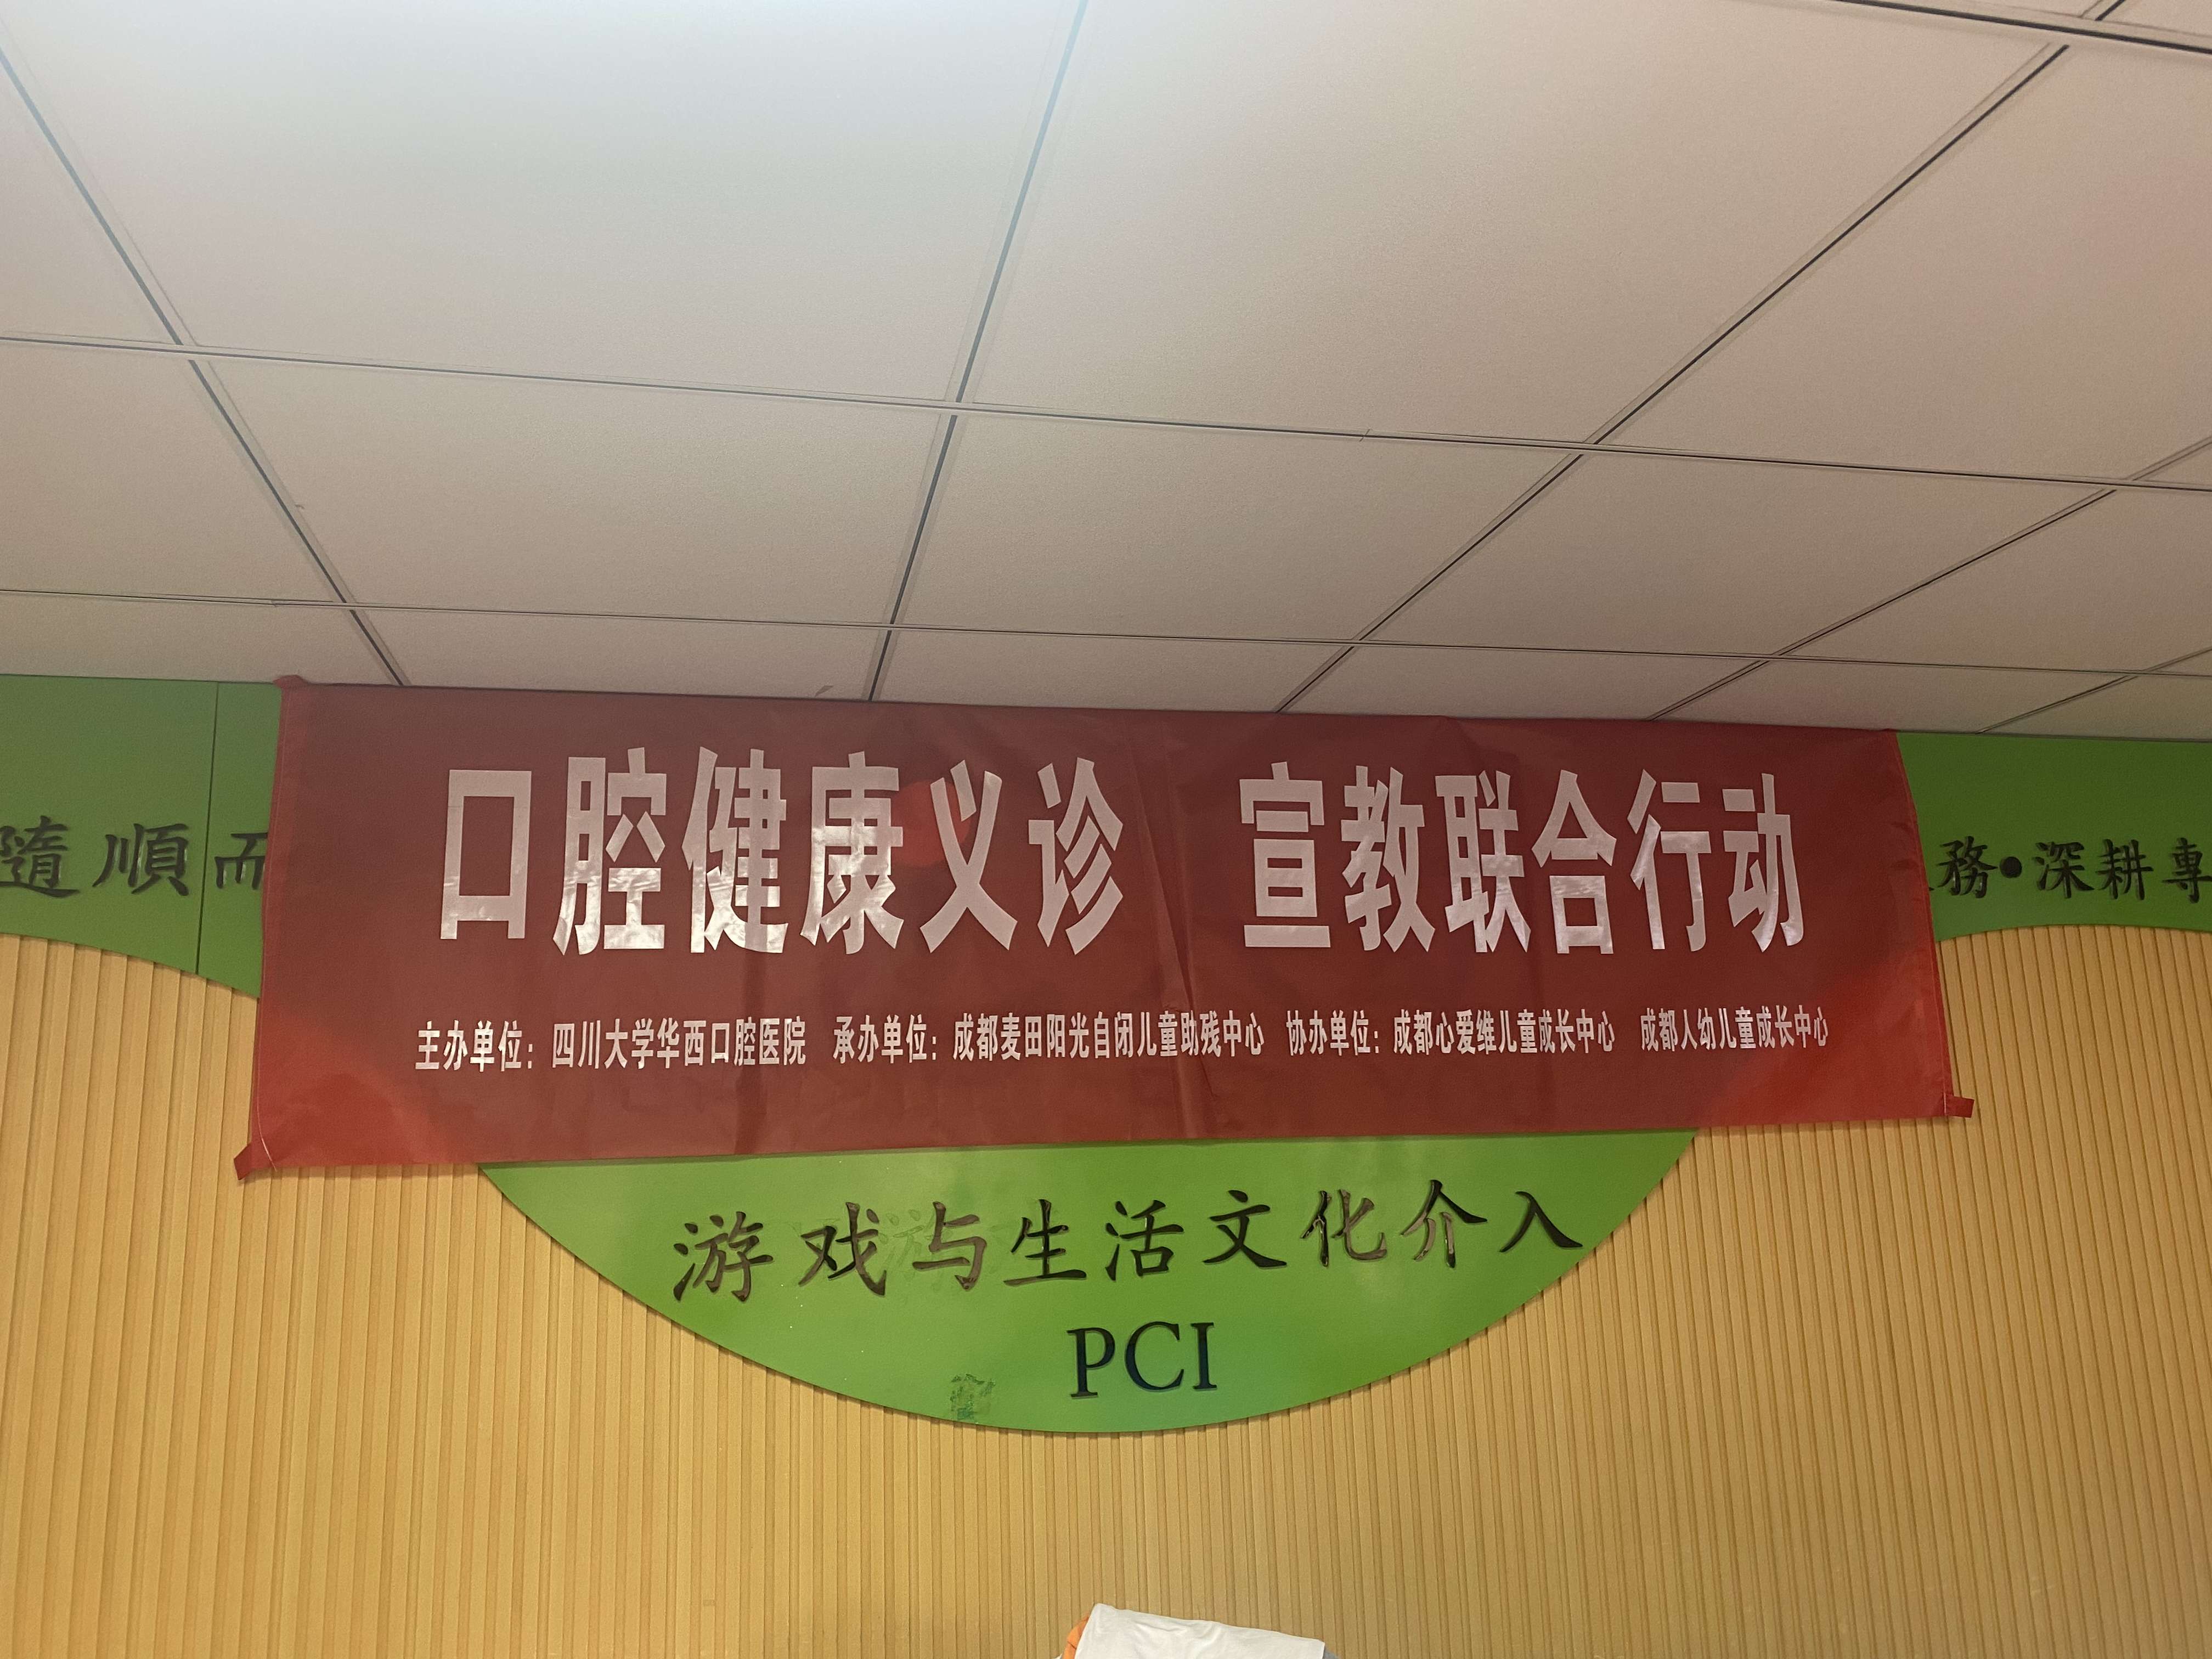 口腔健康义诊 宣教联合行动
主办单位：四川大学华西口腔医院 承办单位：成都麦田阳光自闭儿童助残中心 协办单位：成都心爱维儿童成长中心 成都人幼儿童成长中心
隨順而
務•深耕專
游戏与生活文化介入
PCI